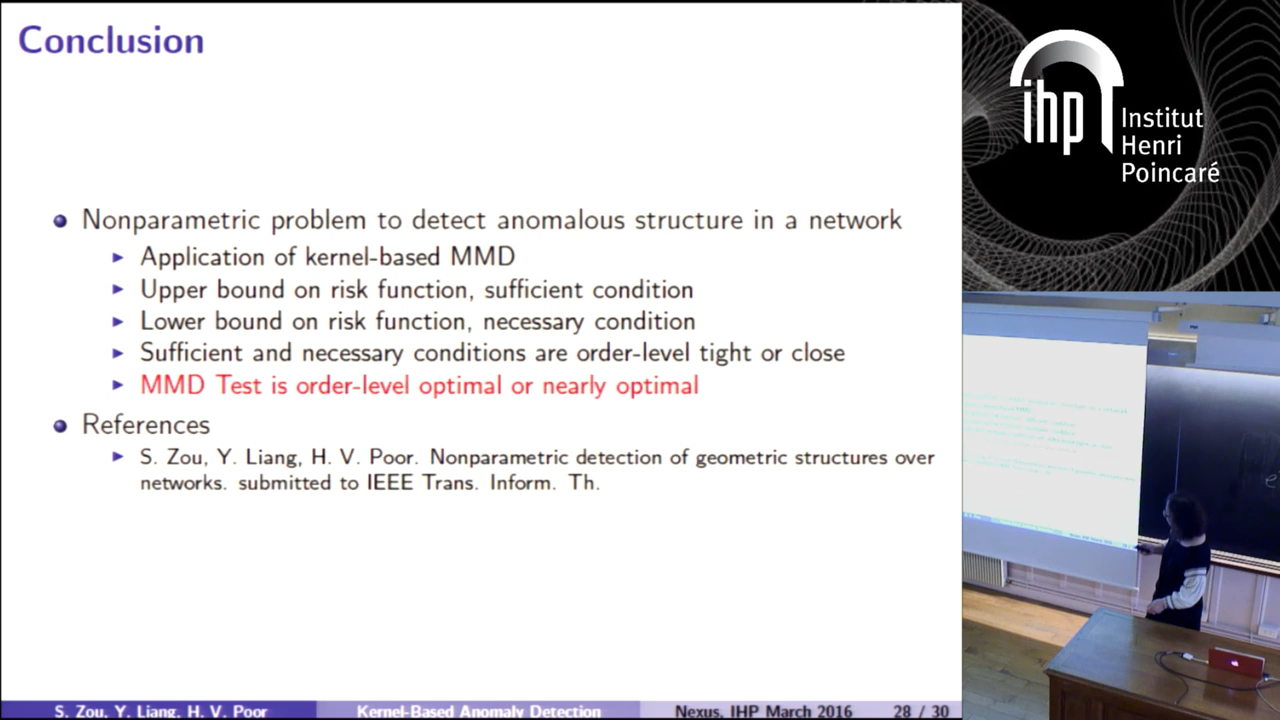 Conclusion
Nonparametric problem to detect anomalous structure in a network
Application of kernel-based MMD
Upper bound on risk function, sufficient condition
Lower bound on risk function, necessary condition
Sufficient and necessary conditions are order-level tight or close
MMD Test is order-level optimal or nearly optimal
References
S. Zou, Y. Liang, H. V. Poor. Nonparametric detection of geometric structures over
networks. submitted to IEEE Trans. Inform. Th.
S. Zou, Y. Liang, H. V. Poor
Kernel-Based Anomaly Detection
Nexus, IHP March 2016
28 / 30
ihp
Institut
Henri
Poincaré